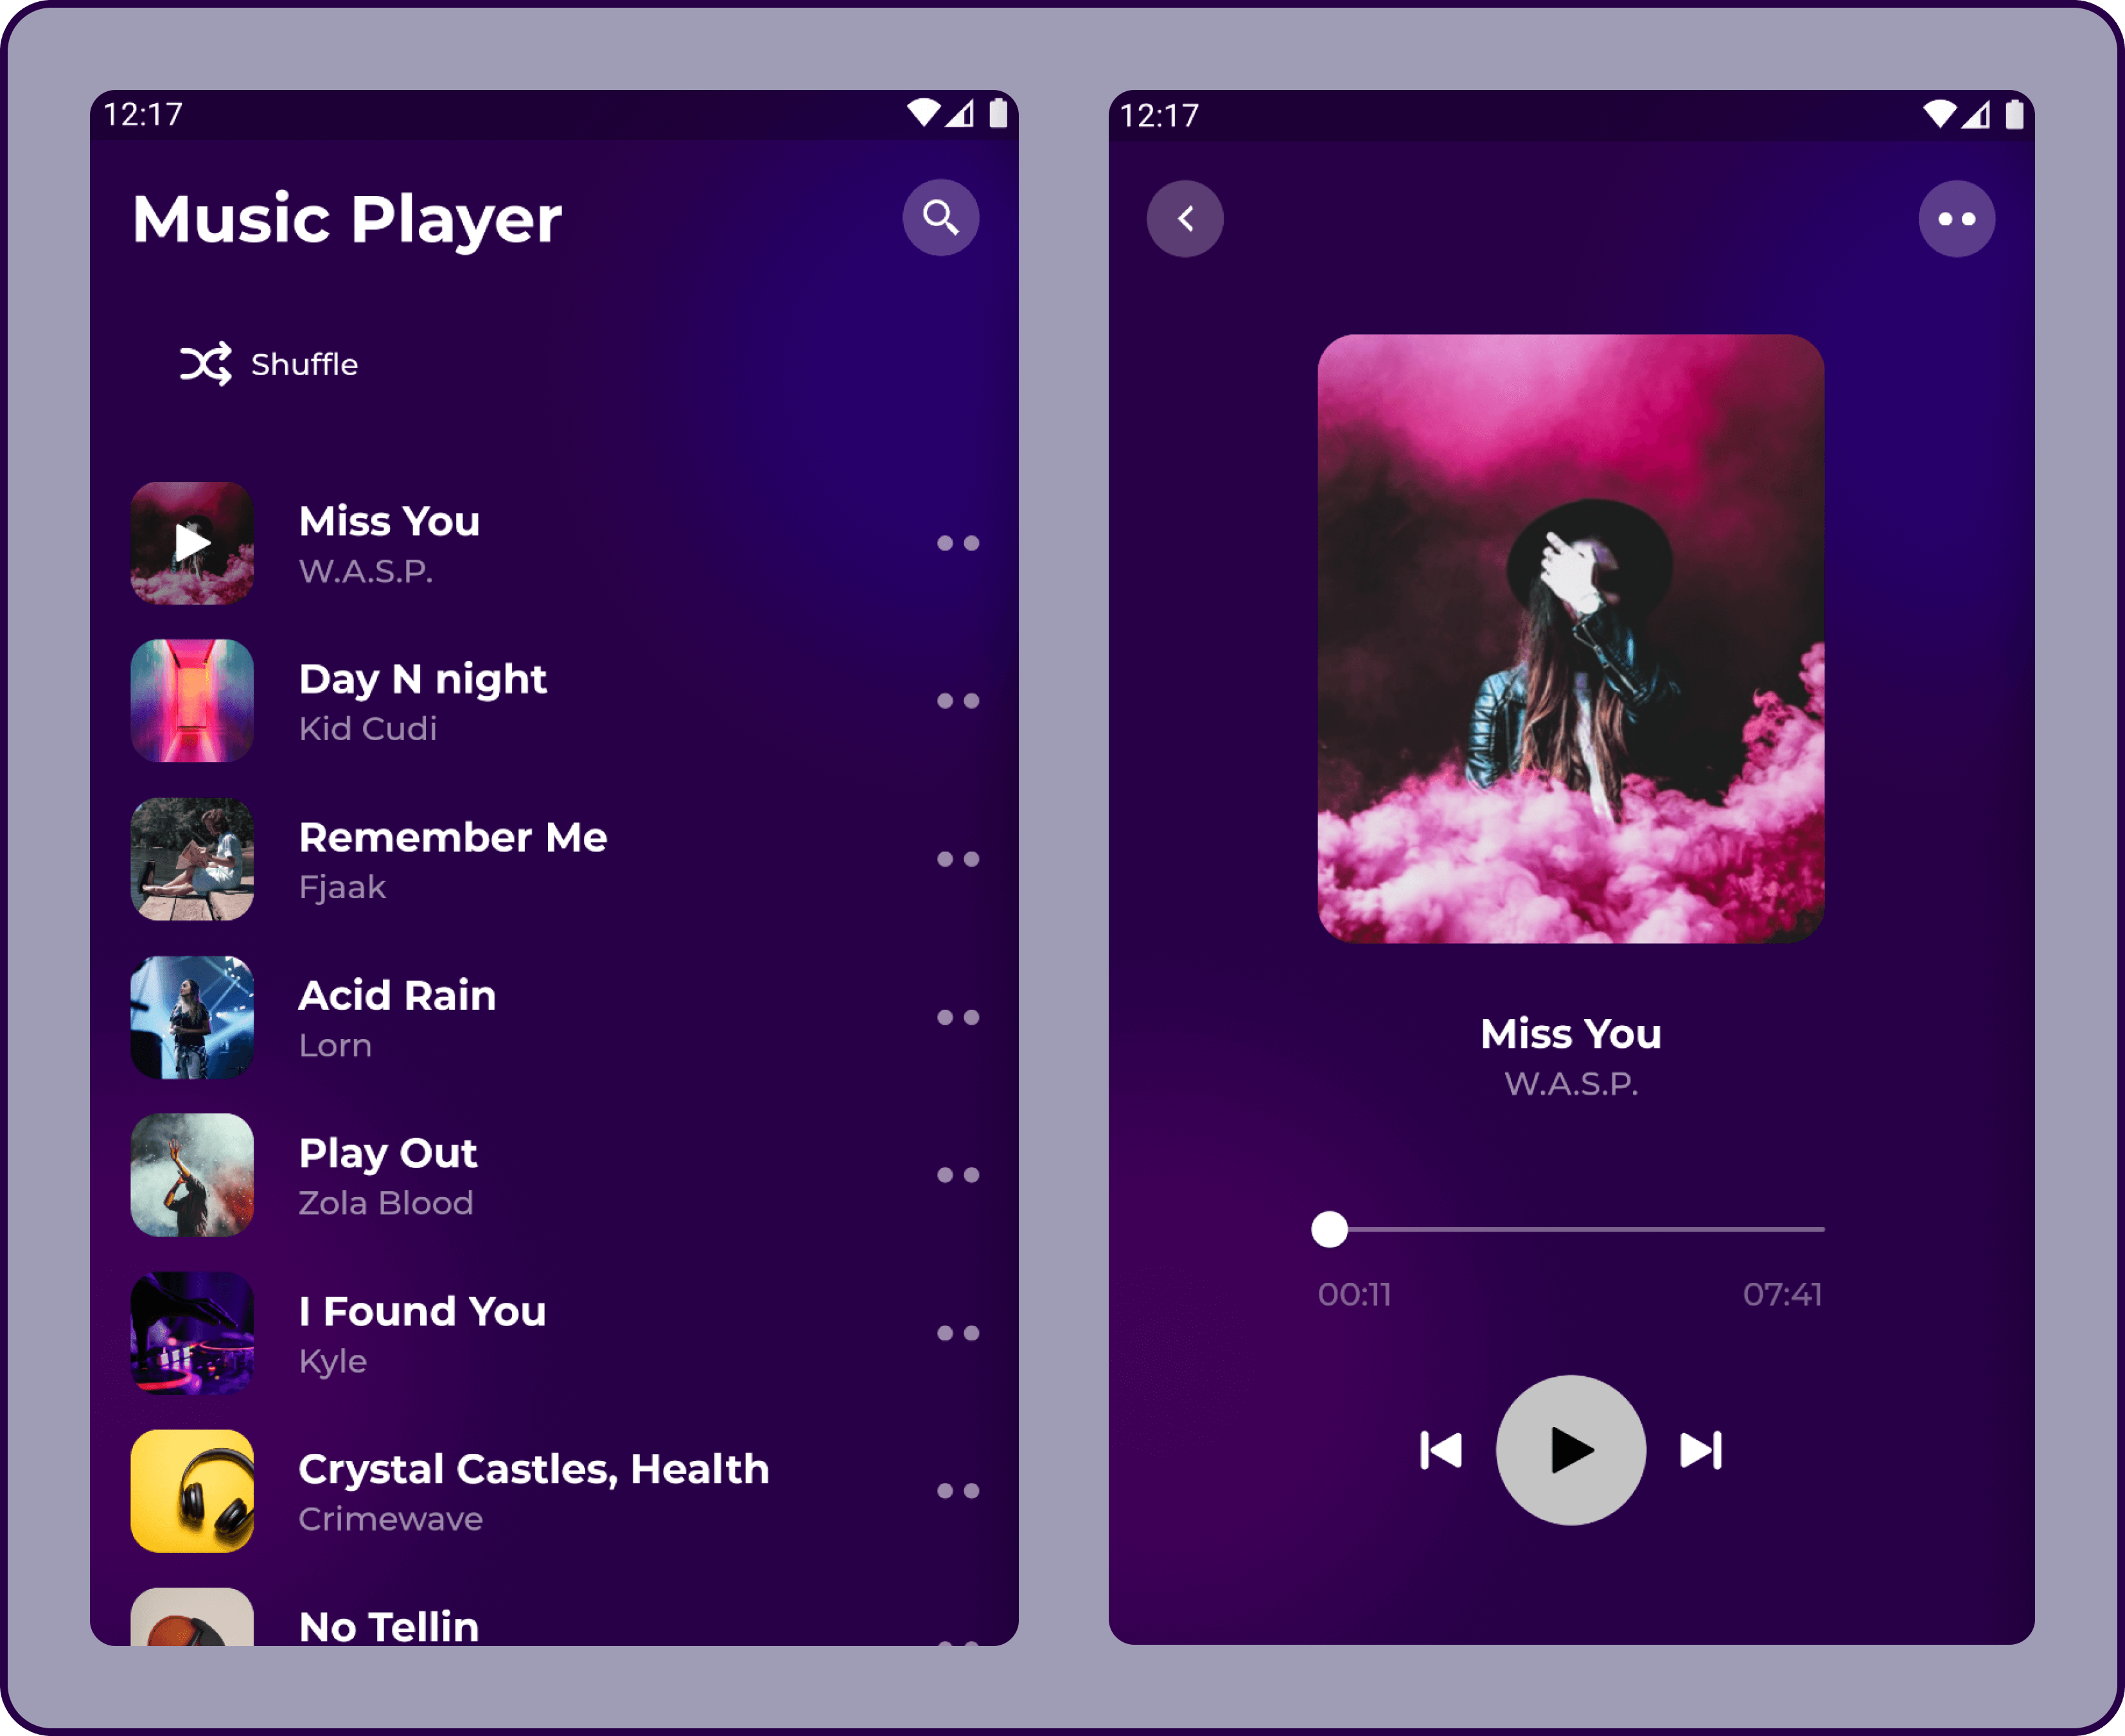 12:17
Music Player
Shuffle
Miss You
W.A.S.P.
Day N night
Kid Cudi
Remember Me
Fjaak
Acid Rain
Lorn
Play Out
Zola Blood
I Found You
Kyle
Crystal Castles, Health
Crimewave
No Tellin
12:17
Miss You
W.A.S.P.
00:11
07:41